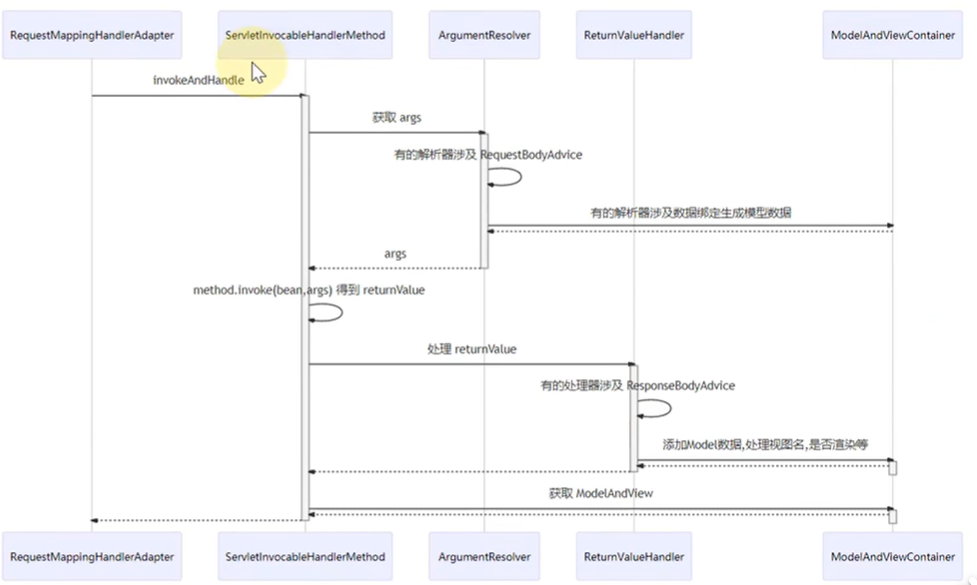 RequestMappingHandlerAdapter
ServletInvocableHandlerMethod
ArgumentResolver
ReturnValueHandler
ModelAndViewContainer
invokeAndHandle
获取 args
有的解析器涉及 RequestBodyAdvice
有的解析器涉及数据绑定生成模型数据
args
method.invoke(bean,args) 得到 returnValue
处理 returnValue
有的处理器涉及 ResponseBodyAdvice
添加Model数据,处理视图名,是否渲染等
获取 ModelAndView
RequestMappingHandlerAdapter
ServletInvocableHandlerMethod
ArgumentResolver
ReturnValueHandler
ModelAndViewContainer